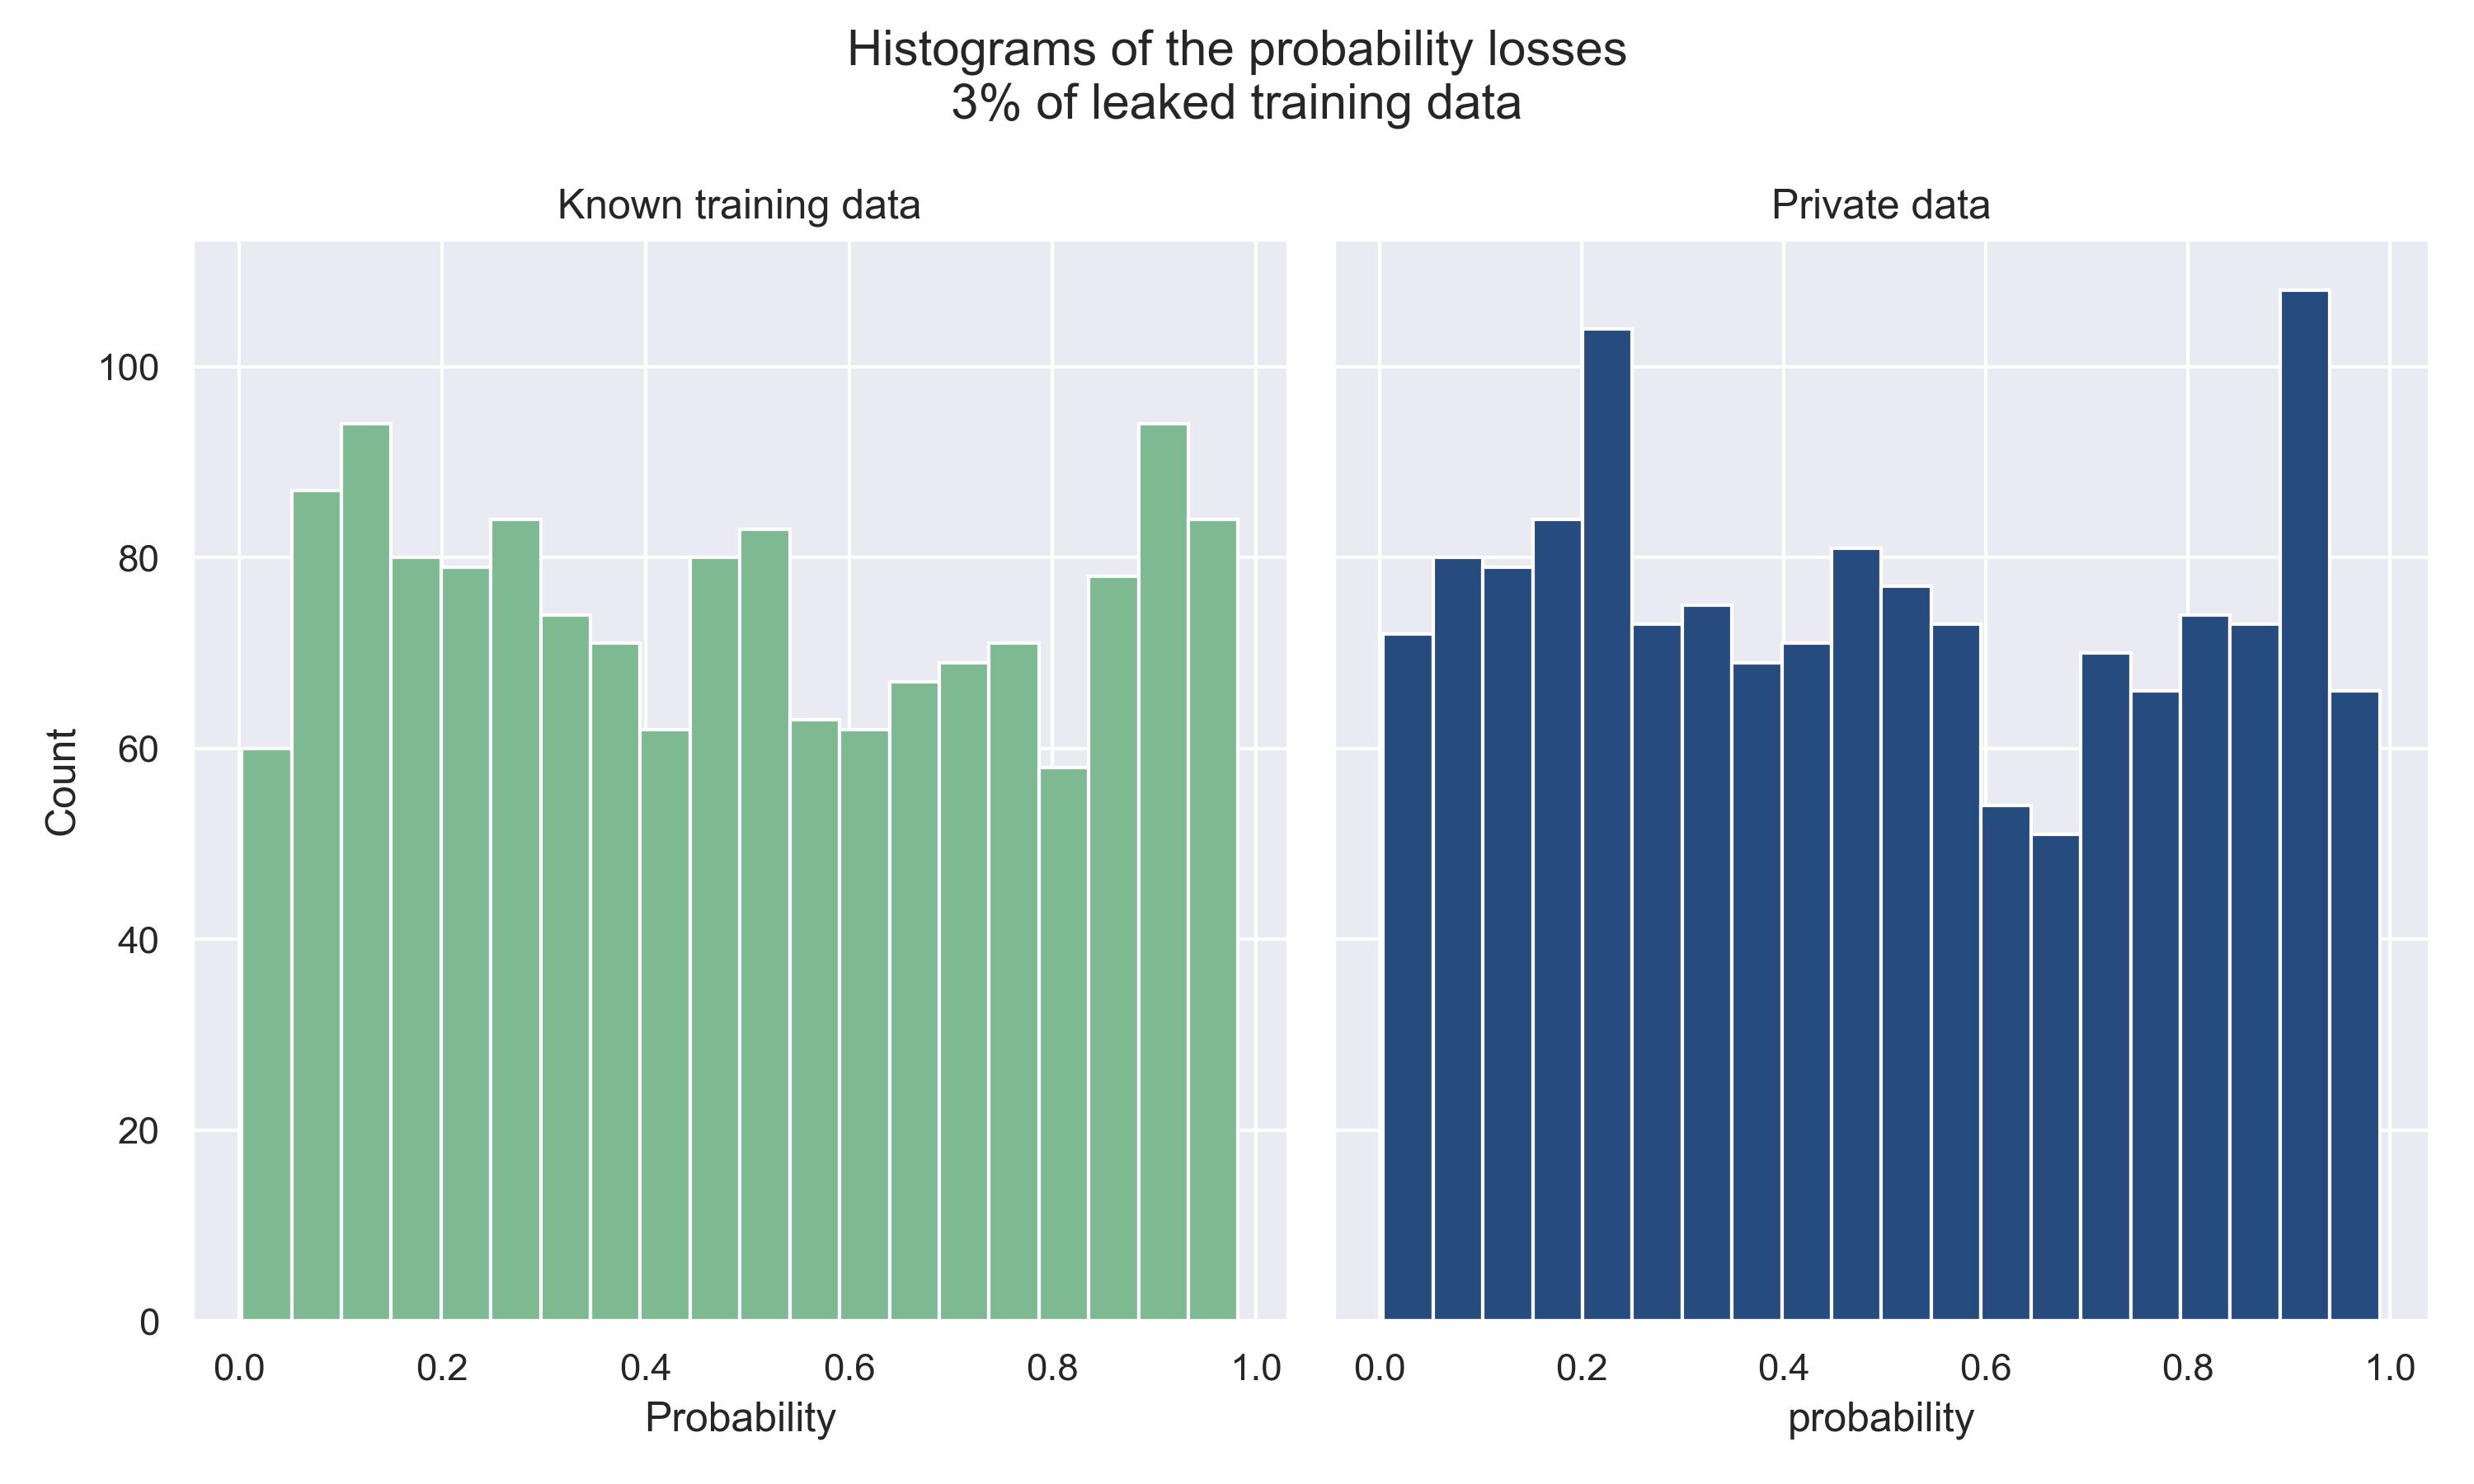 Histograms of the probability losses
3% of leaked training data
Known training data
Private data
Count
100
80
60
40
20
0
0.0 0.2 0.4 0.6 0.8 1.0
Probability
0.0 0.2 0.4 0.6 0.8 1.0
probability